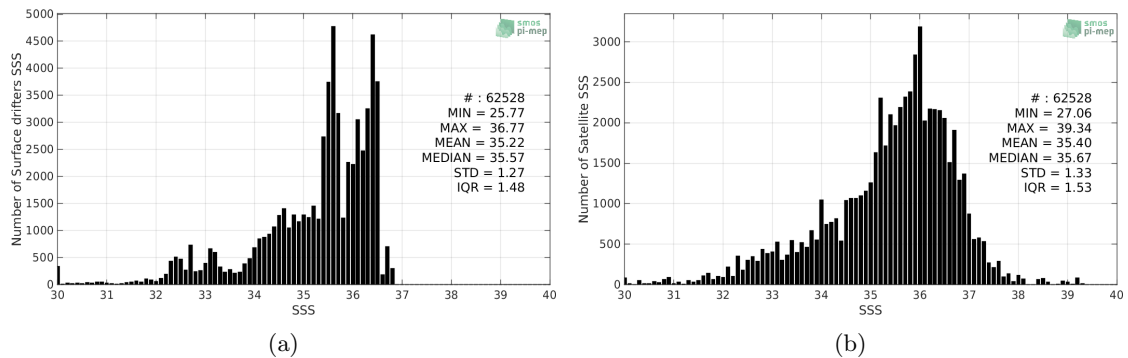 5000
4500
4000
3500
3000
2500
2000
1500
1000
500
0
Number of Surface drifters SSS
30 31 32 33 34 35 36 37 38 39 40
SSS
smos
pi-mep
# : 62528
MIN = 25.77
MAX = 36.77
MEAN = 35.22
MEDIAN = 35.57
STD = 1.27
IQR = 1.48
(a)
3000
2500
2000
1500
1000
500
0
Number of Satellite SSS
30 31 32 33 34 35 36 37 38 39 40
SSS
smos
pi-mep
# : 62528
MIN = 27.06
MAX = 39.34
MEAN = 35.40
MEDIAN = 35.67
STD = 1.33
IQR = 1.53
(b)